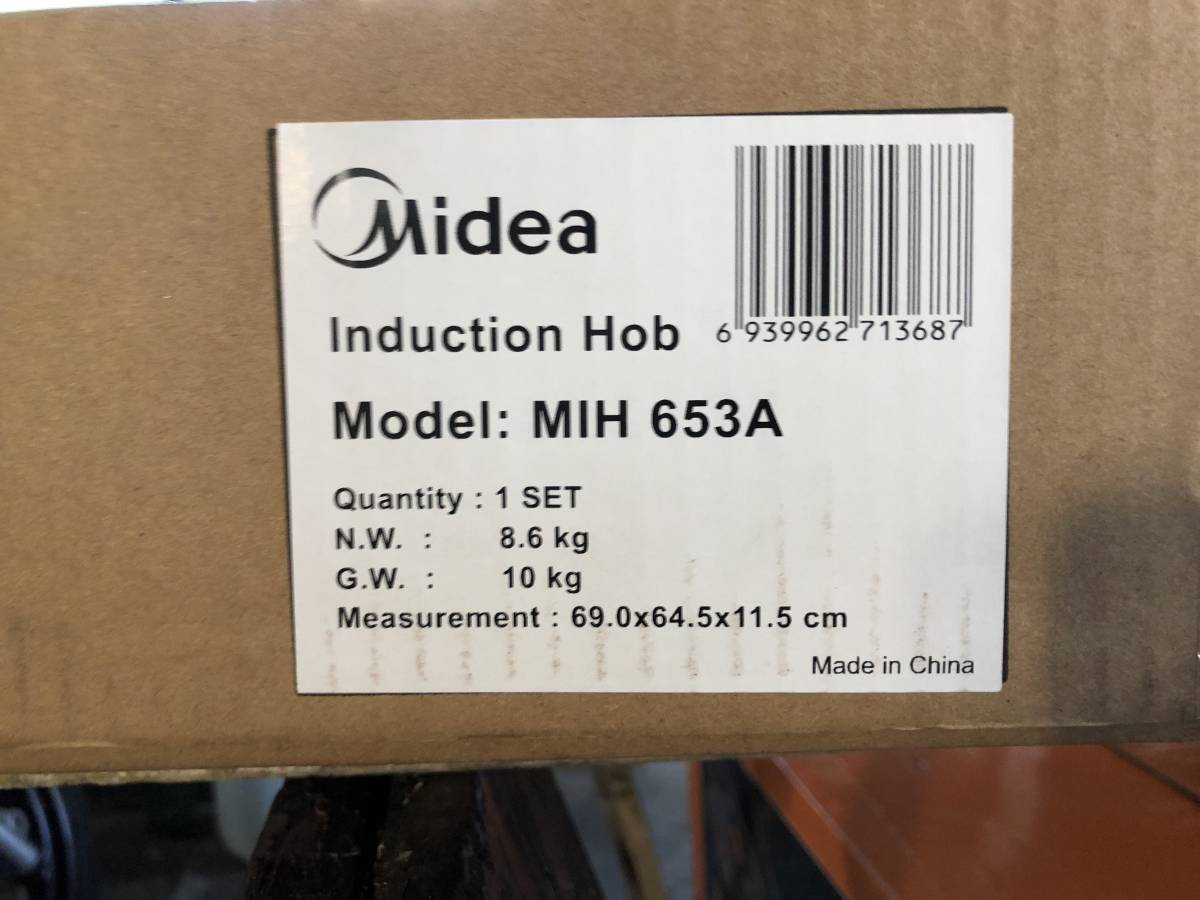 Midea
Induction Hob
6 939962 713687
Model: MIH 653A
Quantity : 1 SET
N.W. : 8.6 kg
G.W. : 10 kg
Measurement : 69.0x64.5x11.5 cm
Made in China